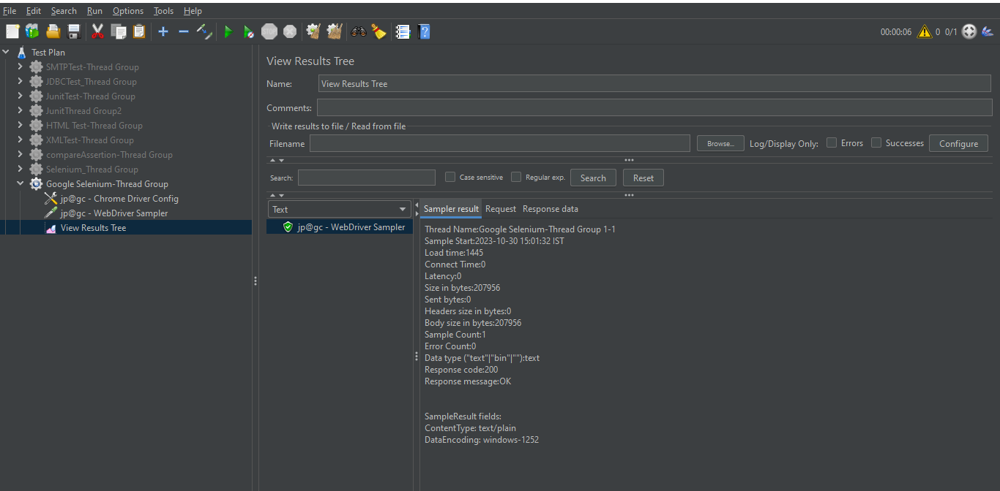 File Edit Search Run Options Tools Help
STOP
00:00:06 0 0/1
Test Plan
SMTPTest-Thread Group
JDBCTest_Thread Group
JunitTest-Thread Group
JunitThread Group2
HTML Test-Thread Group
XMLTest-Thread Group
compareAssertion-Thread Group
Selenium_Thread Group
Google Selenium-Thread Group
jp@gc - Chrome Driver Config
jp@gc - WebDriver Sampler
View Results Tree
View Results Tree
Name: View Results Tree
Comments:
Write results to file / Read from file
Filename Browse... Log/Display Only: Errors Successes Configure
Search: Case sensitive Regular exp. Search Reset
Text
jp@gc - WebDriver Sampler
Sampler result Request Response data
Thread Name:Google Selenium-Thread Group 1-1
Sample Start:2023-10-30 15:01:32 IST
Load time:1445
Connect Time:0
Latency:0
Size in bytes:207956
Sent bytes:0
Headers size in bytes:0
Body size in bytes:207956
Sample Count:1
Error Count:0
Data type ("text"|"bin"|""):text
Response code:200
Response message:OK
SampleResult fields:
ContentType: text/plain
DataEncoding: windows-1252